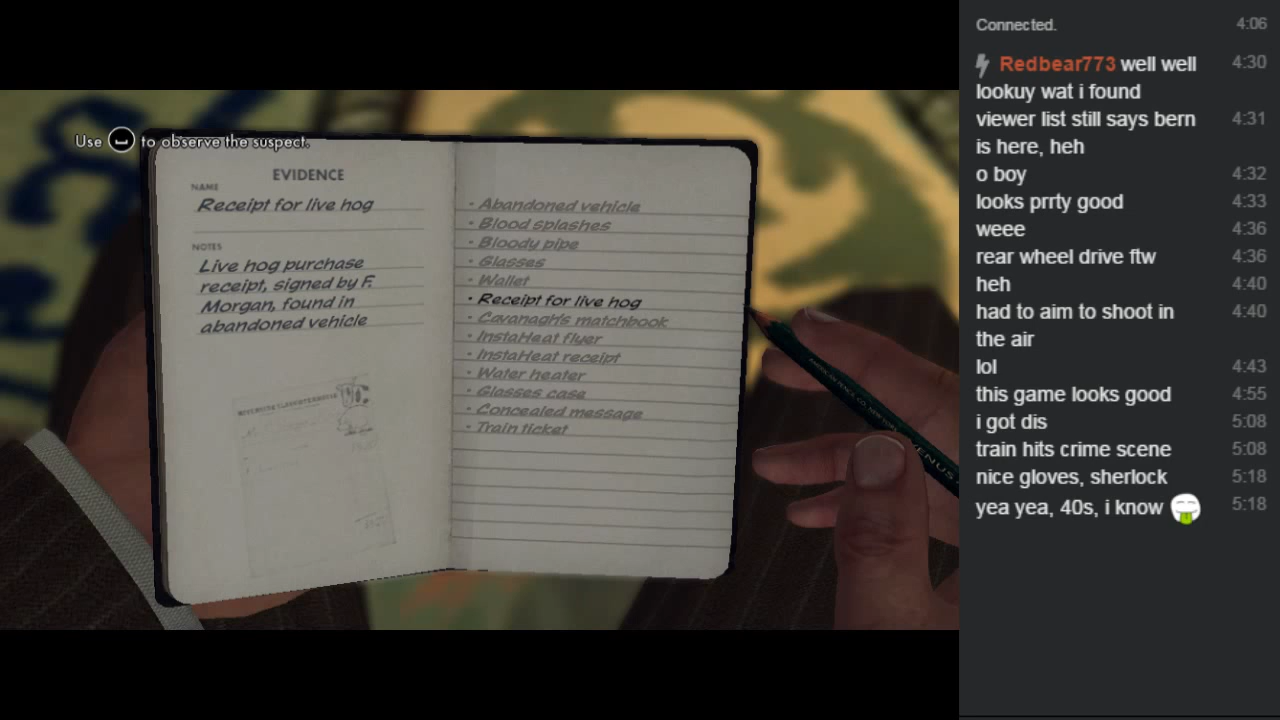 Use to observe the suspect.
EVIDENCE
NAME
Receipt for live hog
NOTES
Live hog purchase
receipt, signed by F.
Morgan, found in
abandoned vehicle
RIVERSIDE SLAUGHTERHOUSE
· Abandoned vehicle
· Blood splashes
· Bloody pipe
· Glasses
· Wallet
· Receipt for live hog
· Cavanagh's matchbook
· InstaHeat flyer
· InstaHeat receipt
· Water heater
· Glasses case
· Concealed message
· Train ticket
VENUS
Connected. 4:06
Redbear773 well well 4:30
lookuy wat i found
viewer list still says bern 4:31
is here, heh
o boy 4:32
looks prrty good 4:33
weee 4:36
rear wheel drive ftw 4:36
heh 4:40
had to aim to shoot in 4:40
the air
lol 4:43
this game looks good 4:55
i got dis 5:08
train hits crime scene 5:08
nice gloves, sherlock 5:18
yea yea, 40s, i know 5:18